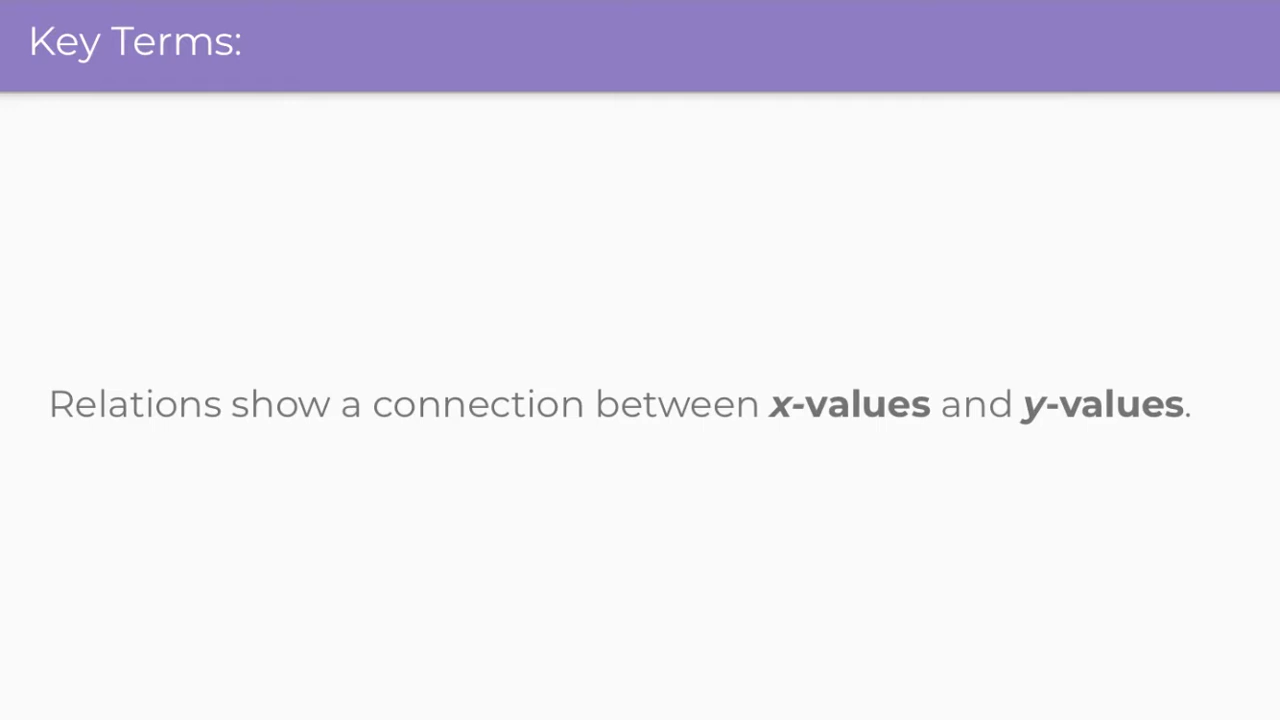 Key Terms:
Relations show a connection between x-values and y-values.